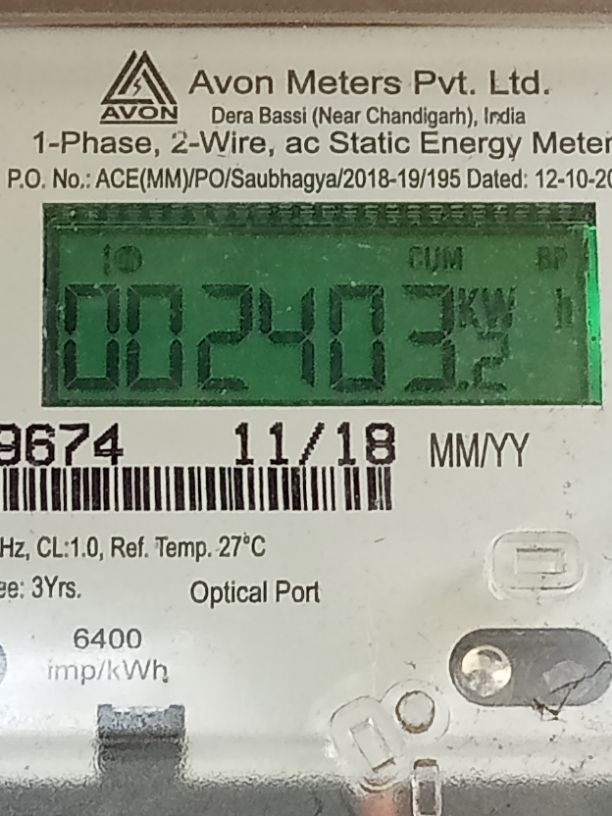 AVON
Avon Meters Pvt. Ltd.
Dera Bassi (Near Chandigarh), India
1-Phase, 2-Wire, ac Static Energy Meter
P.O. No.: ACE(MM)/PO/Saubhagya/2018-19/195 Dated: 12-10-20
CUM BP
002403.2 KW h
9674 11/18 MM/YY
Hz, CL:1.0, Ref. Temp. 27°C
ee: 3Yrs. Optical Port
6400
imp/kWh